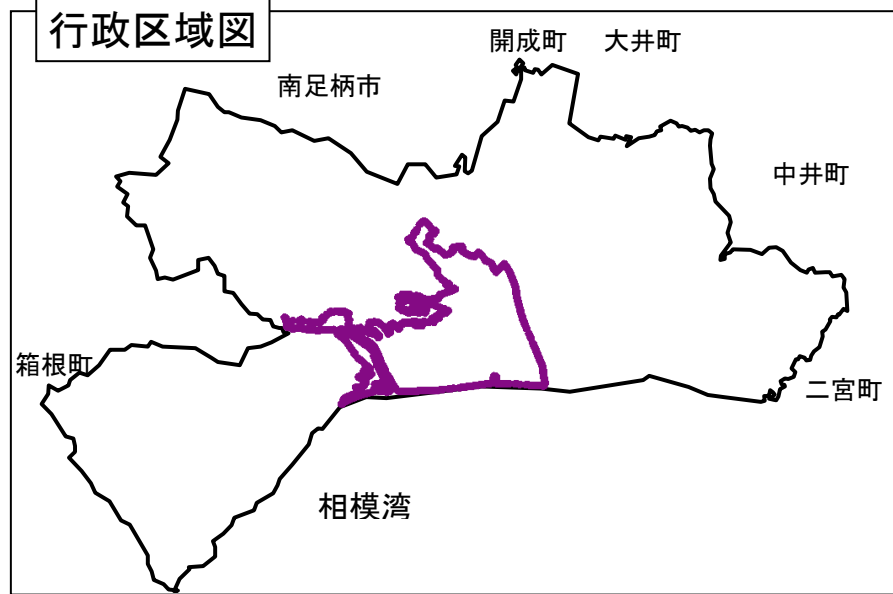 行政区域図
開成町
大井町
南足柄市
中井町
箱根町
二宮町
相模湾